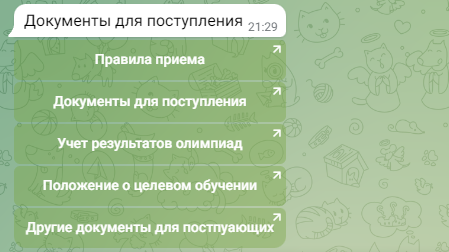 Документы для поступления 21:29
Правила приема
Документы для поступления
Учет результатов олимпиад
Положение о целевом обучении
Другие документы для постпуающих